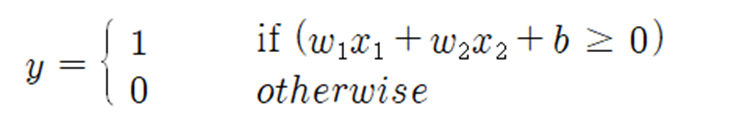 y = { 1 if (w₁x₁ + w₂x₂ + b ≥ 0)
0 otherwise